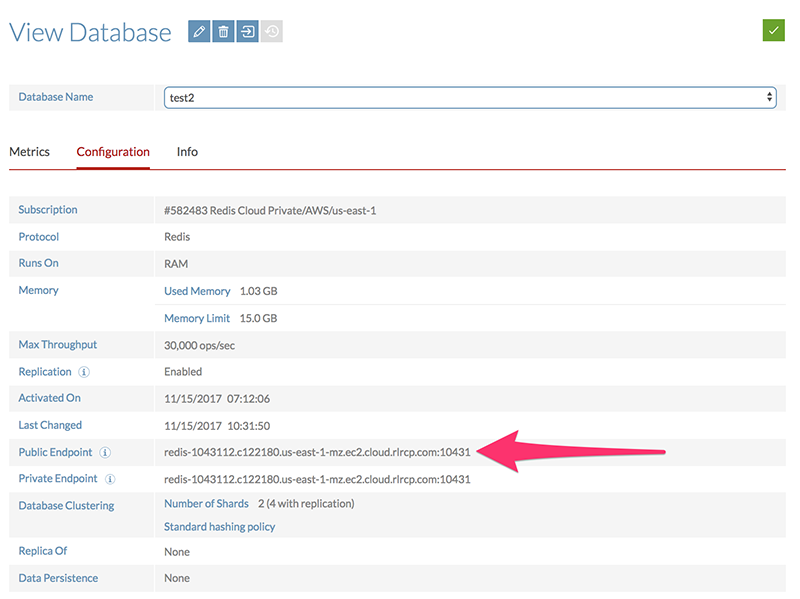 View Database
Database Name test2
Metrics Configuration Info
Subscription #582483 Redis Cloud Private/AWS/us-east-1
Protocol Redis
Runs On RAM
Memory Used Memory 1.03 GB
Memory Limit 15.0 GB
Max Throughput 30,000 ops/sec
Replication Enabled
Activated On 11/15/2017 07:12:06
Last Changed 11/15/2017 10:31:50
Public Endpoint redis-1043112.c122180.us-east-1-mz.ec2.cloud.rlrcp.com:10431
Private Endpoint redis-1043112.c122180.us-east-1-mz.ec2.cloud.rlrcp.com:10431
Database Clustering Number of Shards 2 (4 with replication)
Standard hashing policy
Replica Of None
Data Persistence None